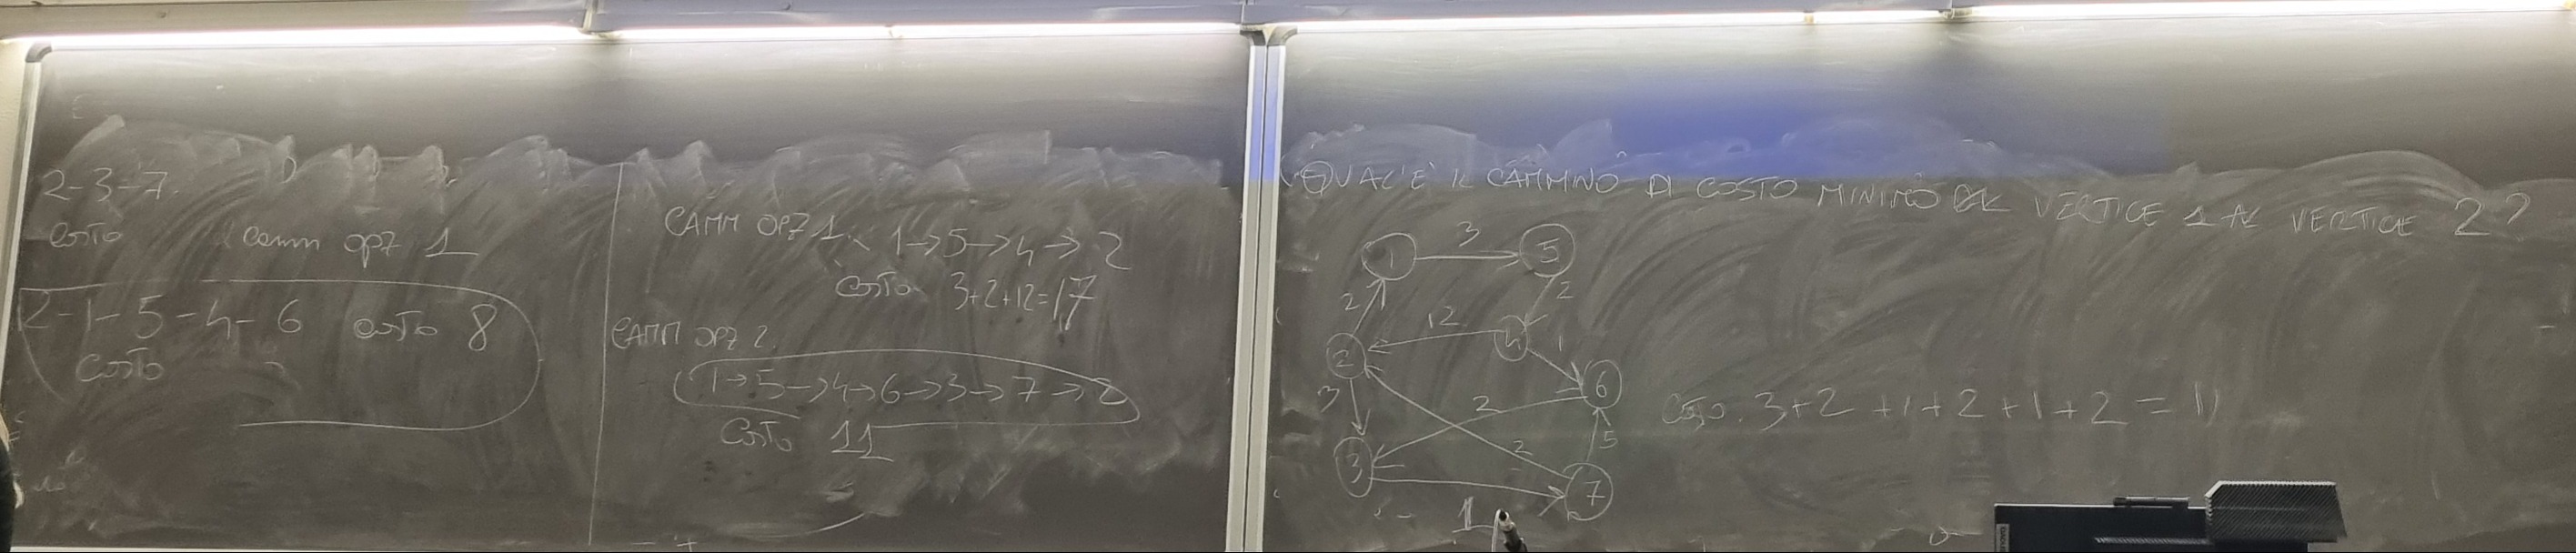 2-3-7.
costo
camm opz 1
2-1-5-4-6 costo 8
costo
CAMM OPZ 1. 1→5→4→2
costo 3+2+12=17
CAMM OPZ 2.
1→5→4→6→3→7→2
costo 11
QUAL'È IL CAMMINO DI COSTO MINIMO DAL VERTICE 1 AL VERTICE 2?
1 3 5
2 2
12
2 4 1
6
3 2
costo. 3+2+1+2+1+2=11
2 5
3
7
1